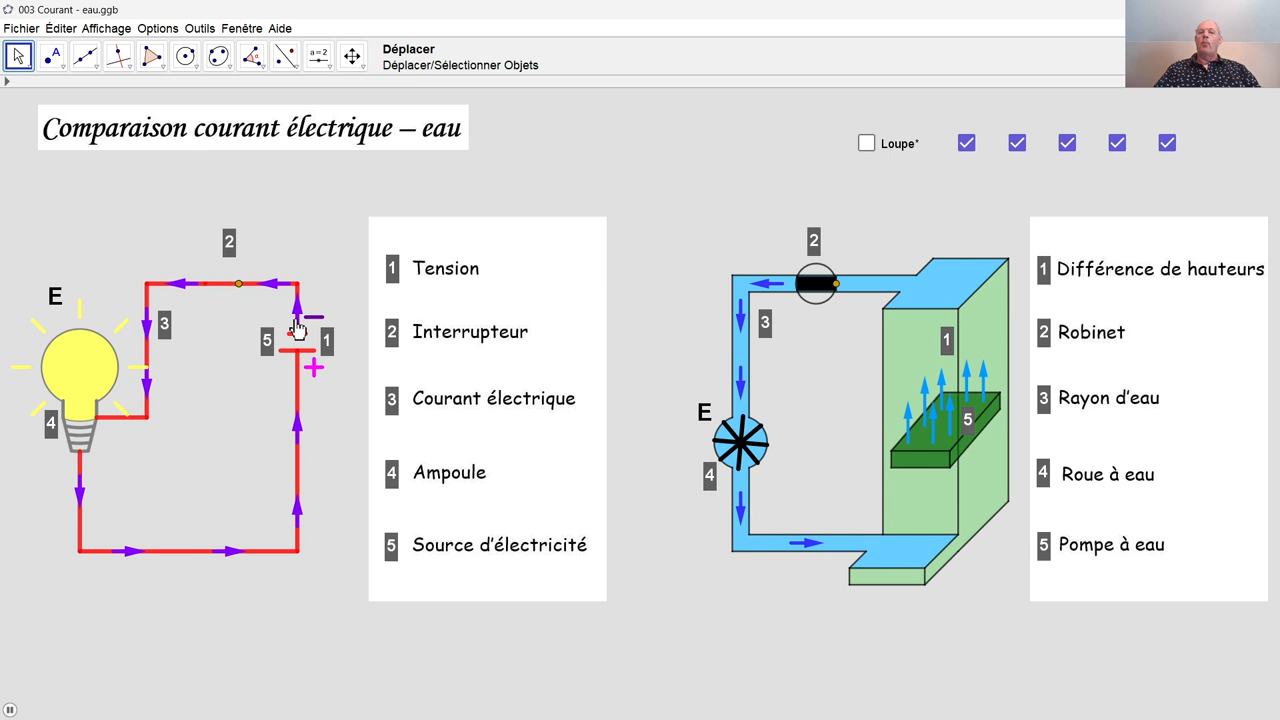 003 Courant - eau.ggb
Fichier Éditer Affichage Options Outils Fenêtre Aide
A
a = 2
Déplacer
Déplacer/Sélectionner Objets
Comparaison courant électrique – eau
Loupe*
2
E
3
5
1
4
1 Tension
2 Interrupteur
3 Courant électrique
4 Ampoule
5 Source d'électricité
2
3
1
E
5
4
1 Différence de hauteurs
2 Robinet
3 Rayon d'eau
4 Roue à eau
5 Pompe à eau